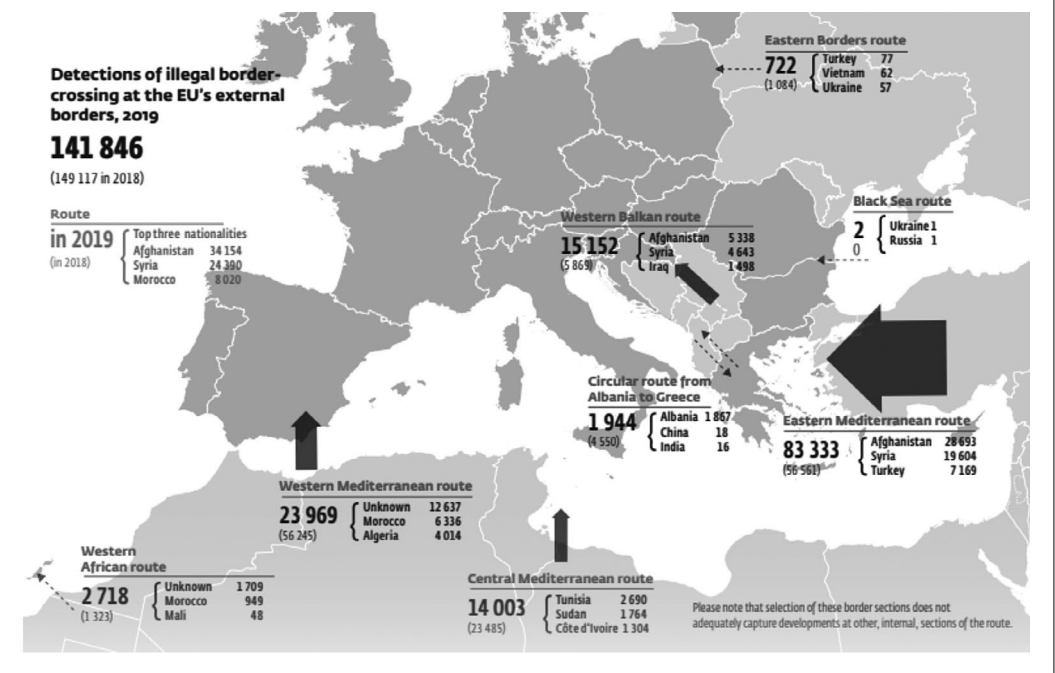 Detections of illegal border-
crossing at the EU's external
borders, 2019
141 846
(149 117 in 2018)
Route
in 2019
(in 2018)
Top three nationalities
Afghanistan 34 154
Syria 24 390
Morocco 8 020
Eastern Borders route
722
(1 084)
Turkey 77
Vietnam 62
Ukraine 57
Black Sea route
2
0
Ukraine 1
Russia 1
Western Balkan route
15 152
(5 869)
Afghanistan 5 338
Syria 4 643
Iraq 1 498
Circular route from
Albania to Greece
1 944
(4 550)
Albania 1 867
China 18
India 16
Eastern Mediterranean route
83 333
(56 561)
Afghanistan 28 693
Syria 19 604
Turkey 7 169
Western Mediterranean route
23 969
(56 245)
Unknown 12 637
Morocco 6 336
Algeria 4 014
Western
African route
2 718
(1 323)
Unknown 1 709
Morocco 949
Mali 48
Central Mediterranean route
14 003
(23 485)
Tunisia 2 690
Sudan 1 764
Côte d'Ivoire 1 304
Please note that selection of these border sections does not
adequately capture developments at other, internal, sections of the route.